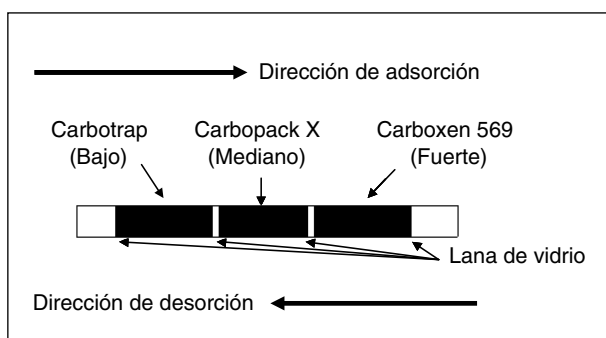 Dirección de adsorción
Carbotrap
(Bajo)
Carbopack X
(Mediano)
Carboxen 569
(Fuerte)
Lana de vidrio
Dirección de desorción